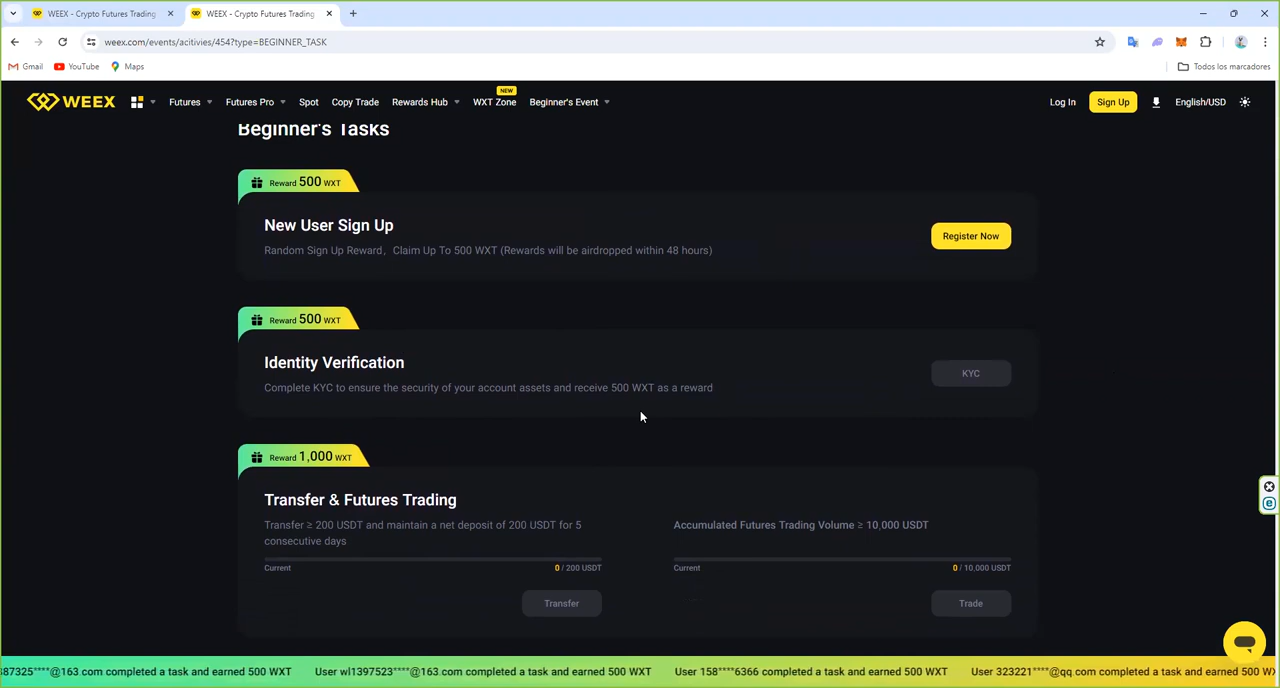 WEEX - Crypto Futures Trading
WEEX - Crypto Futures Trading
weex.com/events/acitivies/454?type=BEGINNER_TASK
Gmail
YouTube
Maps
Todos los marcadores
WEEX
Futures
Futures Pro
Spot
Copy Trade
Rewards Hub
NEW
WXT Zone
Beginner's Event
Log In
Sign Up
English/USD
Beginner's Tasks
Reward 500 WXT
New User Sign Up
Random Sign Up Reward, Claim Up To 500 WXT (Rewards will be airdropped within 48 hours)
Register Now
Reward 500 WXT
Identity Verification
Complete KYC to ensure the security of your account assets and receive 500 WXT as a reward
KYC
Reward 1,000 WXT
Transfer & Futures Trading
Transfer ≥ 200 USDT and maintain a net deposit of 200 USDT for 5
consecutive days
Current
0 / 200 USDT
Transfer
Accumulated Futures Trading Volume ≥ 10,000 USDT
Current
0 / 10,000 USDT
Trade
87325****@163.com completed a task and earned 500 WXT
User wl1397523****@163.com completed a task and earned 500 WXT
User 158****6366 completed a task and earned 500 WXT
User 323221****@qq.com completed a task and earned 500